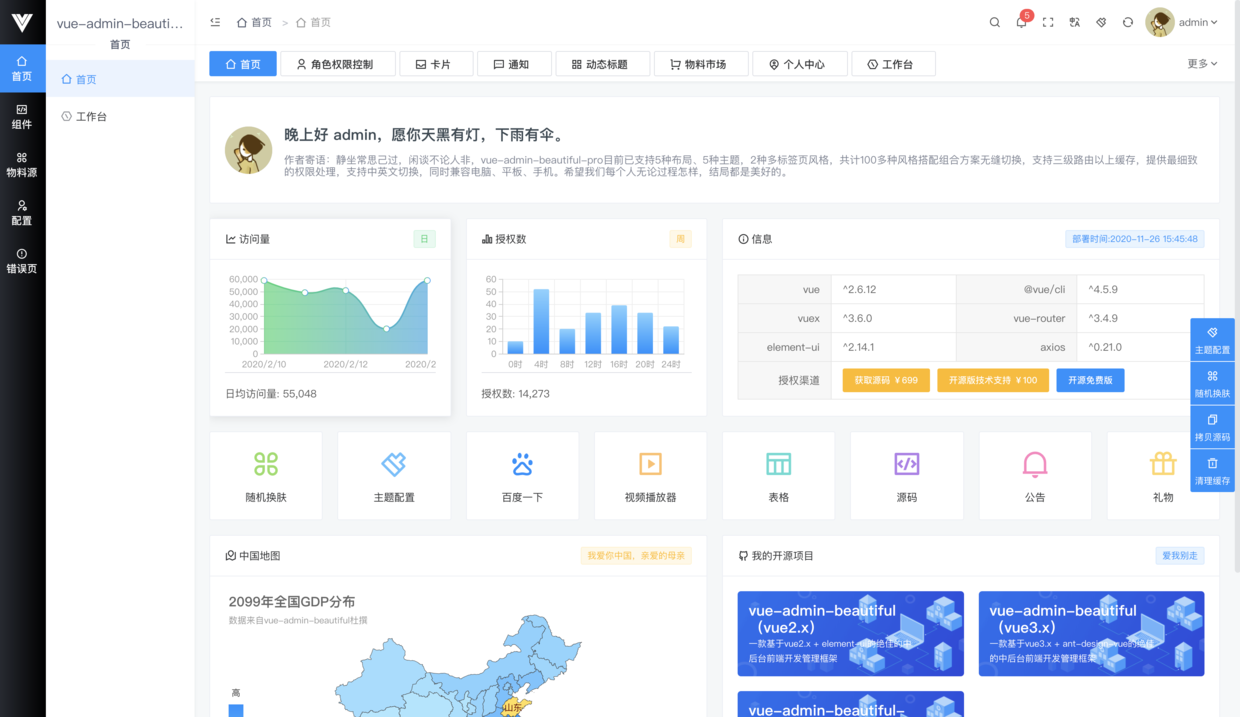 vue-admin-beauti...
首页
首页
工作台
首页
组件
物料源
配置
错误页
首页 > 首页
5
admin
首页
角色权限控制
卡片
通知
动态标题
物料市场
个人中心
工作台
更多
晚上好 admin，愿你天黑有灯，下雨有伞。
作者寄语：静坐常思己过，闲谈不论人非，vue-admin-beautiful-pro目前已支持5种布局、5种主题，2种多标签页风格，共计100多种风格搭配组合方案无缝切换，支持三级路由以上缓存，提供最细致
的权限处理，支持中英文切换，同时兼容电脑、平板、手机。希望我们每个人无论过程怎样，结局都是美好的。
访问量
日
60,000
50,000
40,000
30,000
20,000
10,000
0
2020/2/10 2020/2/12 2020/2
日均访问量: 55,048
授权数
周
60
50
40
30
20
10
0
0时 4时 8时 12时 16时 20时 24时
授权数: 14,273
信息
部署时间:2020-11-26 15:45:48
vue ^2.6.12 @vue/cli ^4.5.9
vuex ^3.6.0 vue-router ^3.4.9
element-ui ^2.14.1 axios ^0.21.0
授权渠道 获取源码 ￥699 开源版技术支持 ￥100 开源免费版
主题配置
随机换肤
拷贝源码
清理缓存
随机换肤
主题配置
百度一下
视频播放器
表格
源码
公告
礼物
中国地图
我爱你中国，亲爱的母亲
2099年全国GDP分布
数据来自vue-admin-beautiful杜撰
高
山东
我的开源项目
爱我别走
vue-admin-beautiful
（vue2.x）
一款基于vue2.x + element-ui的绝佳的中
后台前端开发管理框架
vue-admin-beautiful
（vue3.x）
一款基于vue3.x + ant-design-vue的绝佳
的中后台前端开发管理框架
vue-admin-beautiful-